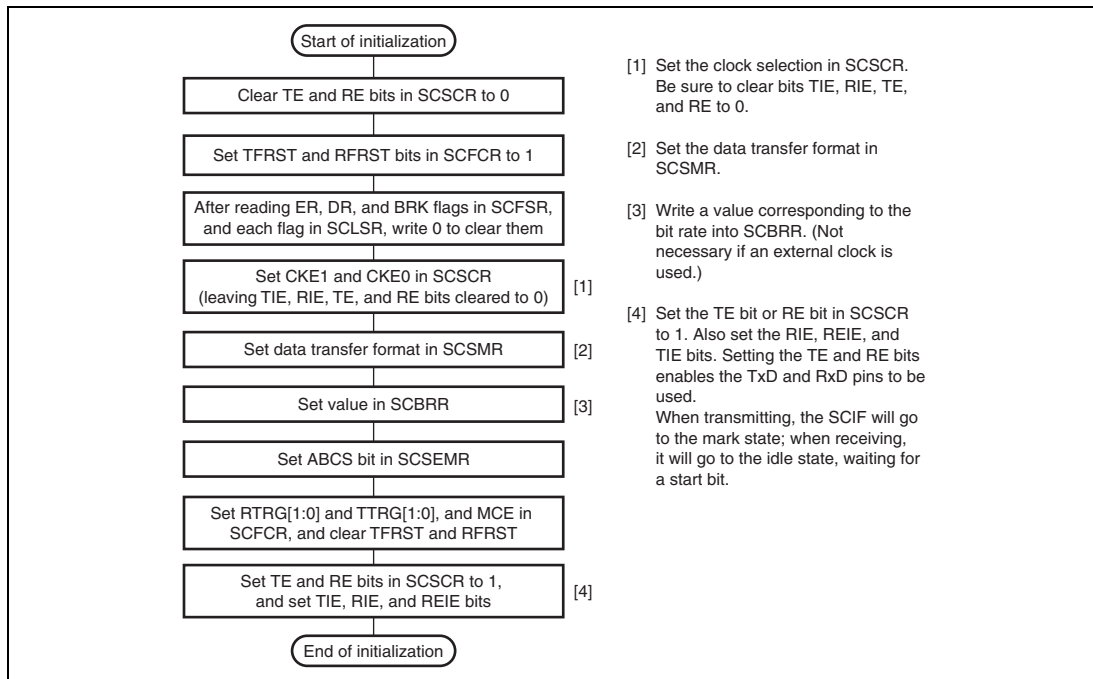 Start of initialization
Clear TE and RE bits in SCSCR to 0
Set TFRST and RFRST bits in SCFCR to 1
After reading ER, DR, and BRK flags in SCFSR,
and each flag in SCLSR, write 0 to clear them
Set CKE1 and CKE0 in SCSCR
(leaving TIE, RIE, TE, and RE bits cleared to 0)
[1]
Set data transfer format in SCSMR
[2]
Set value in SCBRR
[3]
Set ABCS bit in SCSEMR
Set RTRG[1:0] and TTRG[1:0], and MCE in
SCFCR, and clear TFRST and RFRST
Set TE and RE bits in SCSCR to 1,
and set TIE, RIE, and REIE bits
[4]
End of initialization
[1] Set the clock selection in SCSCR.
Be sure to clear bits TIE, RIE, TE,
and RE to 0.
[2] Set the data transfer format in
SCSMR.
[3] Write a value corresponding to the
bit rate into SCBRR. (Not
necessary if an external clock is
used.)
[4] Set the TE bit or RE bit in SCSCR
to 1. Also set the RIE, REIE, and
TIE bits. Setting the TE and RE bits
enables the TxD and RxD pins to be
used.
When transmitting, the SCIF will go
to the mark state; when receiving,
it will go to the idle state, waiting for
a start bit.